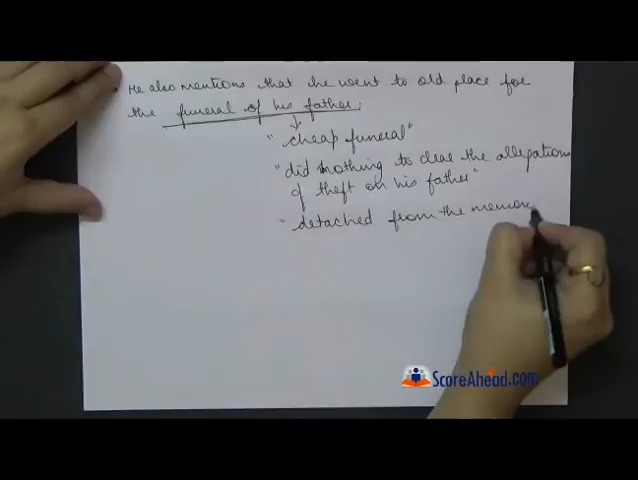 He also mentions that he went to old place for
the funeral of his father.
" cheap funeral"
"did nothing to clear the allegations
of theft on his father"
" detached from the memor
ScoreAhead.com